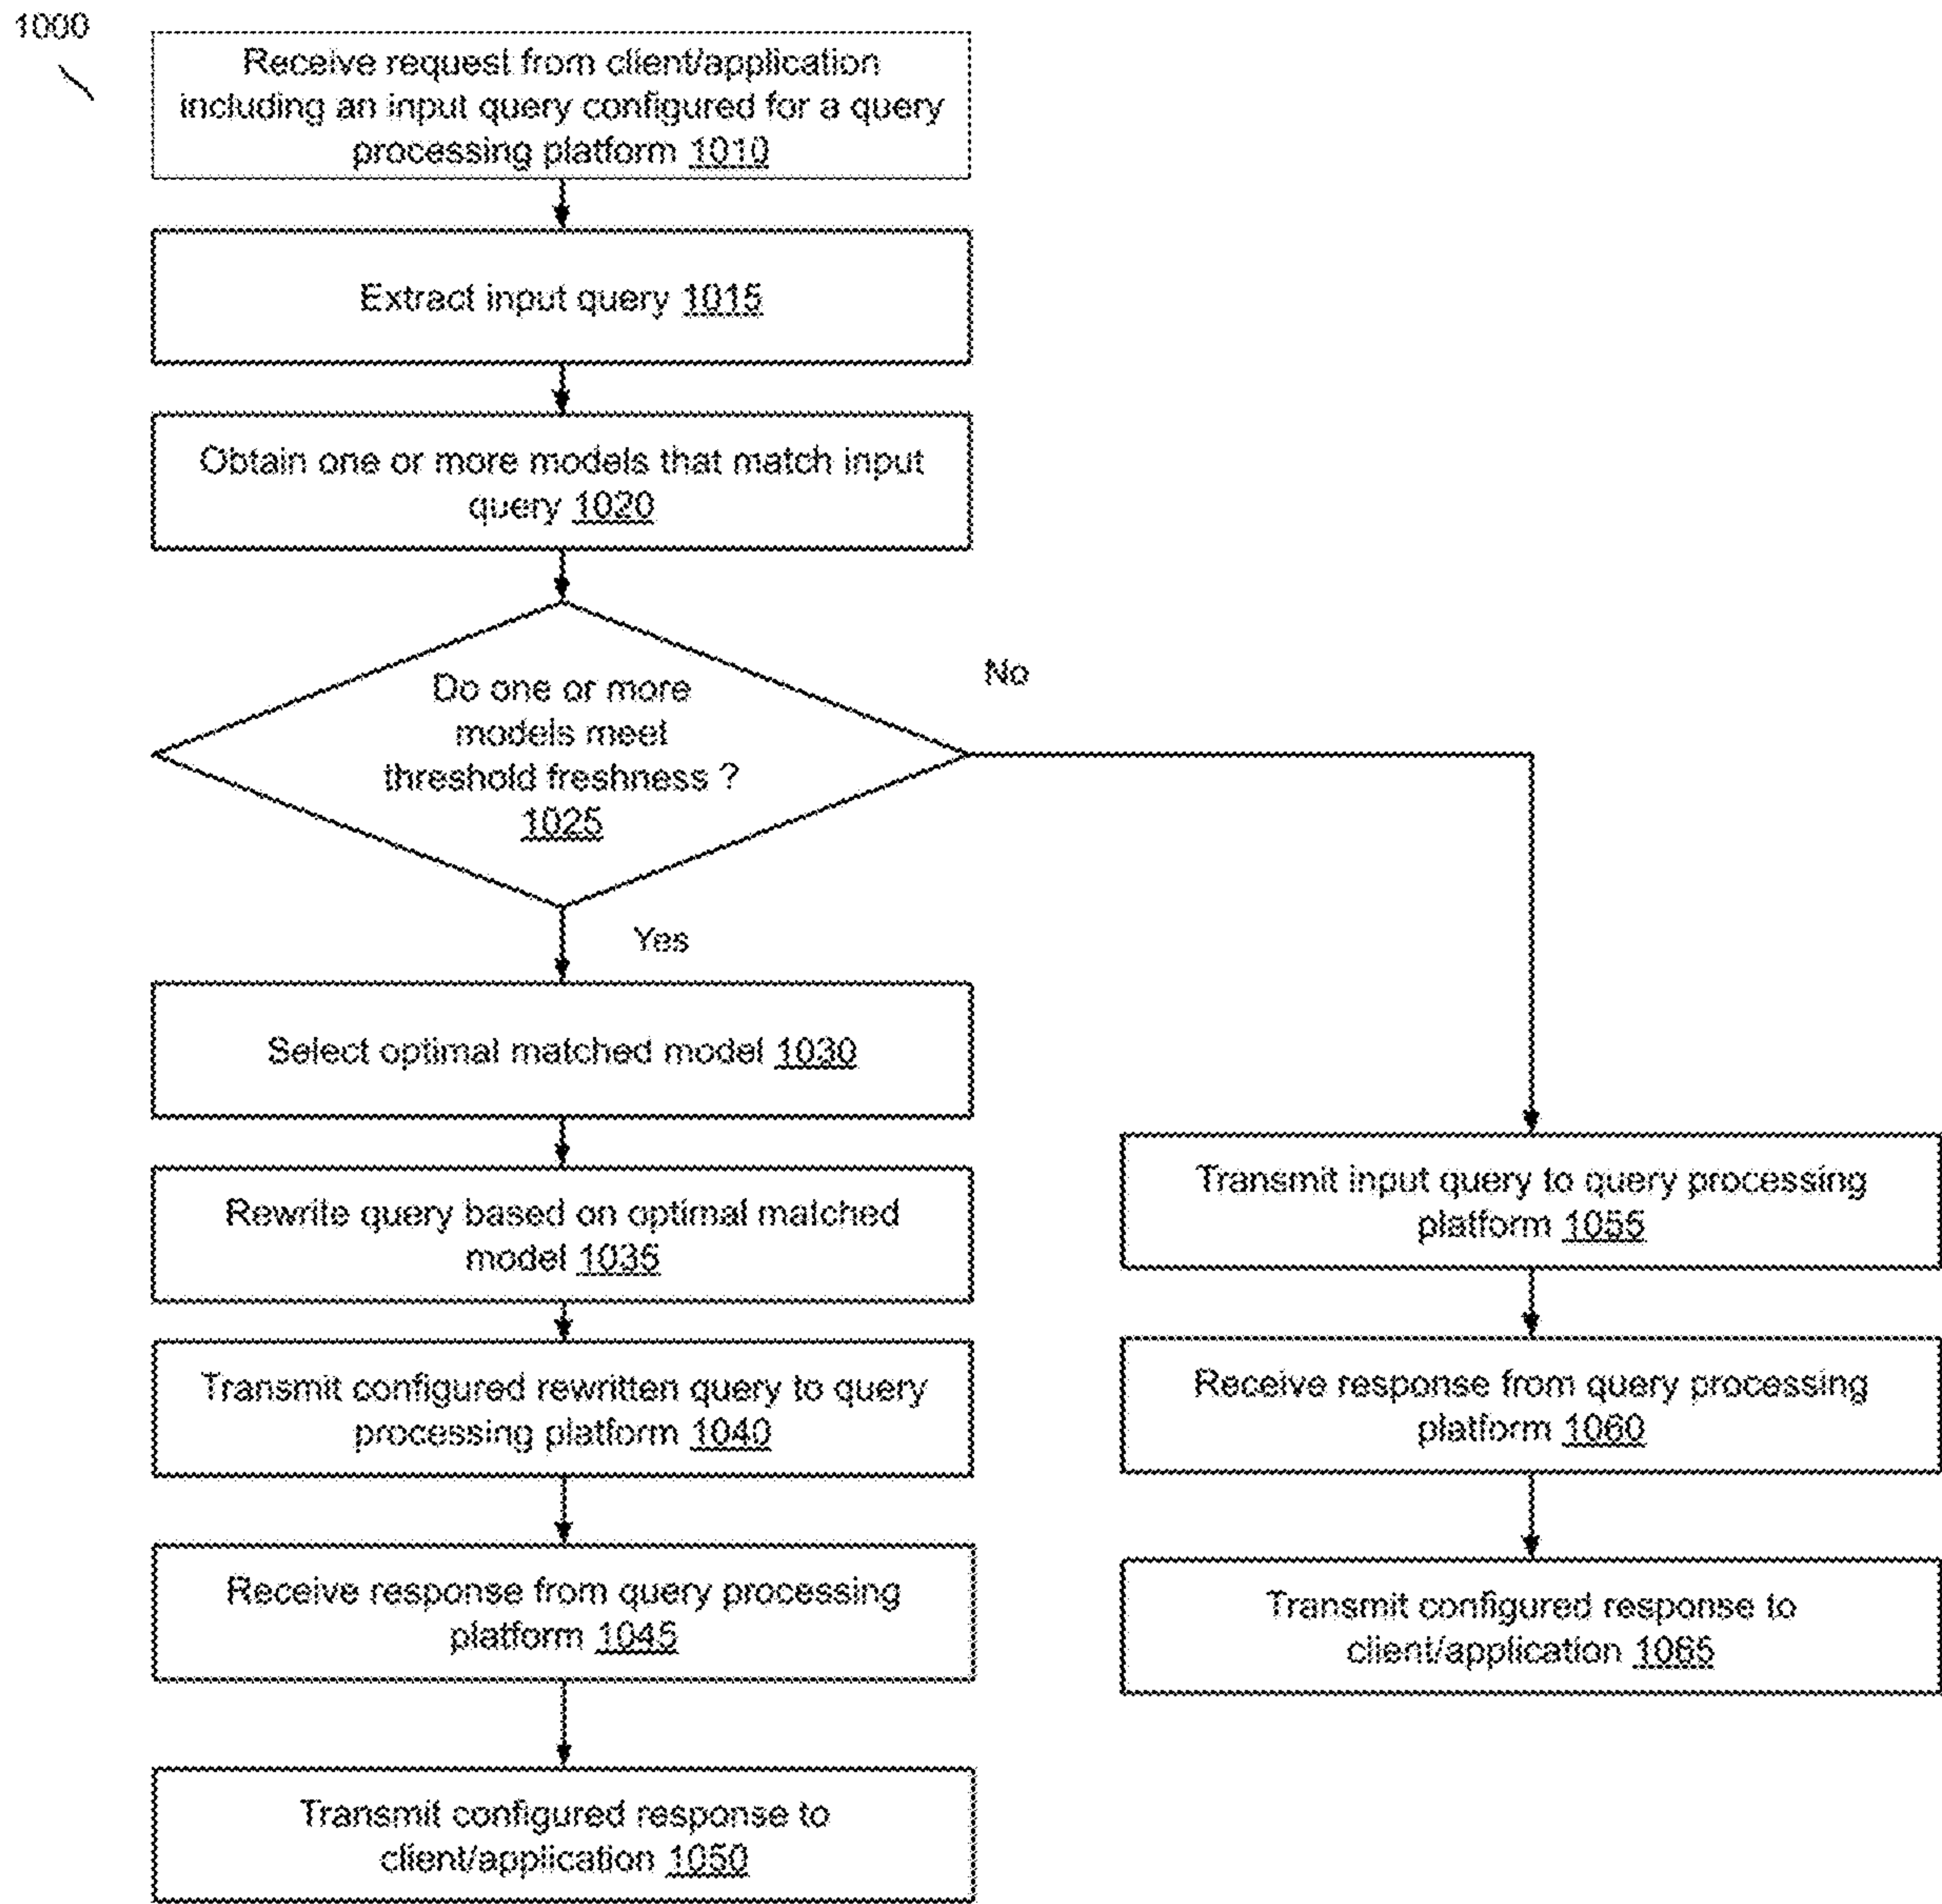 1000
Receive request from client/application
including an input query configured for a query
processing platform 1010
Extract input query 1015
Obtain one or more models that match input
query 1020
Do one or more
models meet
threshold freshness ?
1025
No
Yes
Select optimal matched model 1030
Rewrite query based on optimal matched
model 1035
Transmit configured rewritten query to query
processing platform 1040
Receive response from query processing
platform 1045
Transmit configured response to
client/application 1050
Transmit input query to query processing
platform 1055
Receive response from query processing
platform 1060
Transmit configured response to
client/application 1065